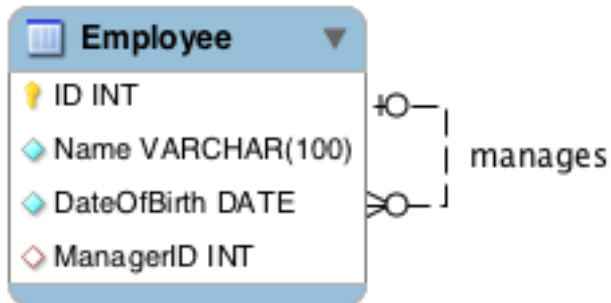 Employee
ID INT
Name VARCHAR(100)
DateOfBirth DATE
ManagerID INT
manages